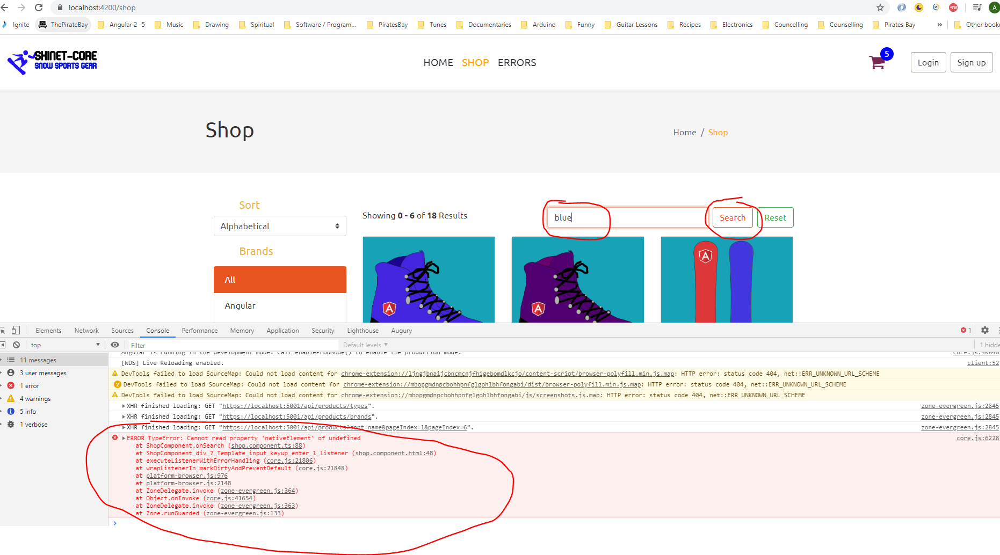 localhost:4200/shop
A
Ignite ThePirateBay Angular 2 -5 Music Drawing Spiritual Software / Program... PiratesBay Tunes Documentaries Arduino Funny Guitar Lessons Recipes Electronics Councelling Counselling Pirates Bay » Other bookr
SKINET-CORE
SNOW SPORTS GEAR
HOME SHOP ERRORS
5
Login Sign up
Shop
Home / Shop
Sort
Alphabetical
Brands
All
Angular
Showing 0 - 6 of 18 Results
blue Search Reset
A
A
A
Elements Network Sources Console Performance Memory Application Security Lighthouse Augury 1
top Filter Default levels 1 hidde
11 messages
3 user messages
1 error
4 warnings
5 info
1 verbose
Angular is running in the development mode. Call enableProdMode() to enable the production mode. core.js:40840
[WDS] Live Reloading enabled. client:52
DevTools failed to load SourceMap: Could not load content for chrome-extension://ljngjbnaijcbncmcnjfhigebomdlkcjo/content-script/browser-polyfill.min.js.map: HTTP error: status code 404, net::ERR_UNKNOWN_URL_SCHEME
2 DevTools failed to load SourceMap: Could not load content for chrome-extension://mbopgmdnpcbohhpnfglgohlbhfongabi/dist/browser-polyfill.min.js.map: HTTP error: status code 404, net::ERR_UNKNOWN_URL_SCHEME
DevTools failed to load SourceMap: Could not load content for chrome-extension://mbopgmdnpcbohhpnfglgohlbhfongabi/js/screenshots.js.map: HTTP error: status code 404, net::ERR_UNKNOWN_URL_SCHEME
XHR finished loading: GET "https://localhost:5001/api/products/types". zone-evergreen.js:2845
XHR finished loading: GET "https://localhost:5001/api/products/brands". zone-evergreen.js:2845
XHR finished loading: GET "https://localhost:5001/api/products?sort=name&pageIndex=1&pageIndex=6". zone-evergreen.js:2845
ERROR TypeError: Cannot read property 'nativeElement' of undefined core.js:6228
at ShopComponent.onSearch (shop.component.ts:88)
at ShopComponent_div_7_Template_input_keyup_enter_1_listener (shop.component.html:48)
at executeListenerWithErrorHandling (core.js:21806)
at wrapListenerIn_markDirtyAndPreventDefault (core.js:21848)
at platform-browser.js:976
at platform-browser.js:2148
at ZoneDelegate.invoke (zone-evergreen.js:364)
at Object.onInvoke (core.js:41654)
at ZoneDelegate.invoke (zone-evergreen.js:363)
at Zone.runGuarded (zone-evergreen.js:133)